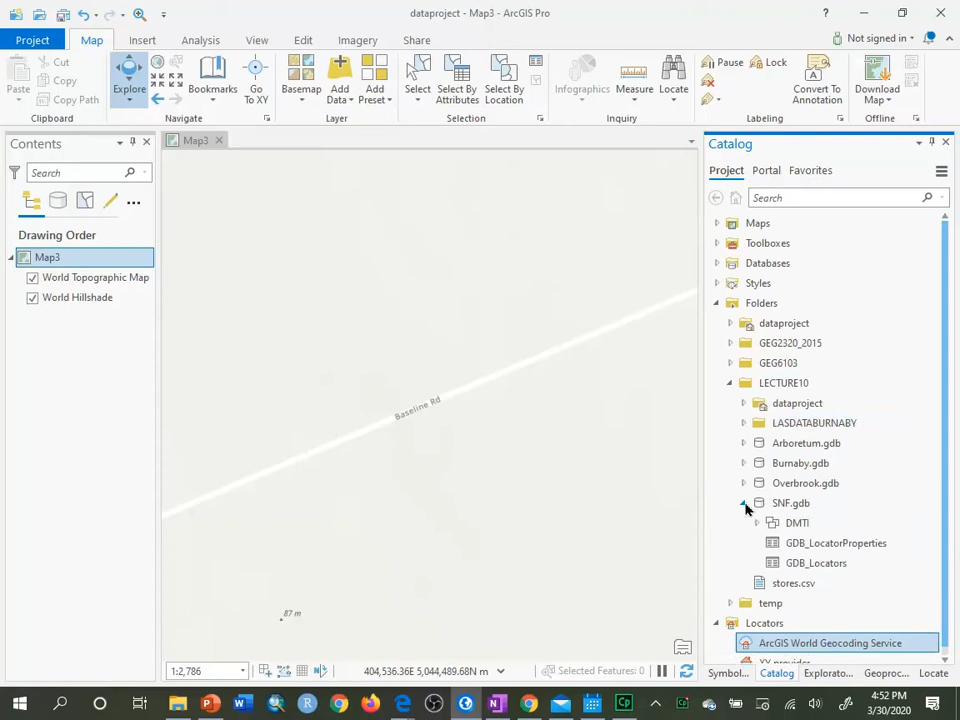 dataproject - Map3 - ArcGIS Pro
?
Project Map Insert Analysis View Edit Imagery Share
Not signed in
Paste
Cut
Copy
Copy Path
Clipboard
Explore
Bookmarks
Go To XY
Navigate
Basemap
Add Data
Add Preset
Layer
Select
Select By Attributes
Select By Location
Selection
Infographics
Measure
Locate
Inquiry
Pause
Lock
Convert To Annotation
Labeling
Download Map
Offline
Contents
Search
Drawing Order
Map3
World Topographic Map
World Hillshade
Map3
Baseline Rd
87 m
1:2,786
404,536.36E 5,044,489.68N m
Selected Features: 0
Catalog
Project Portal Favorites
Search
Maps
Toolboxes
Databases
Styles
Folders
dataproject
GEG2320_2015
GEG6103
LECTURE10
dataproject
LASDATABURNABY
Arboretum.gdb
Burnaby.gdb
Overbrook.gdb
SNF.gdb
DMTI
GDB_LocatorProperties
GDB_Locators
stores.csv
temp
Locators
ArcGIS World Geocoding Service
Symbol... Catalog Explorato... Geoproc... Locate
4:52 PM
3/30/2020